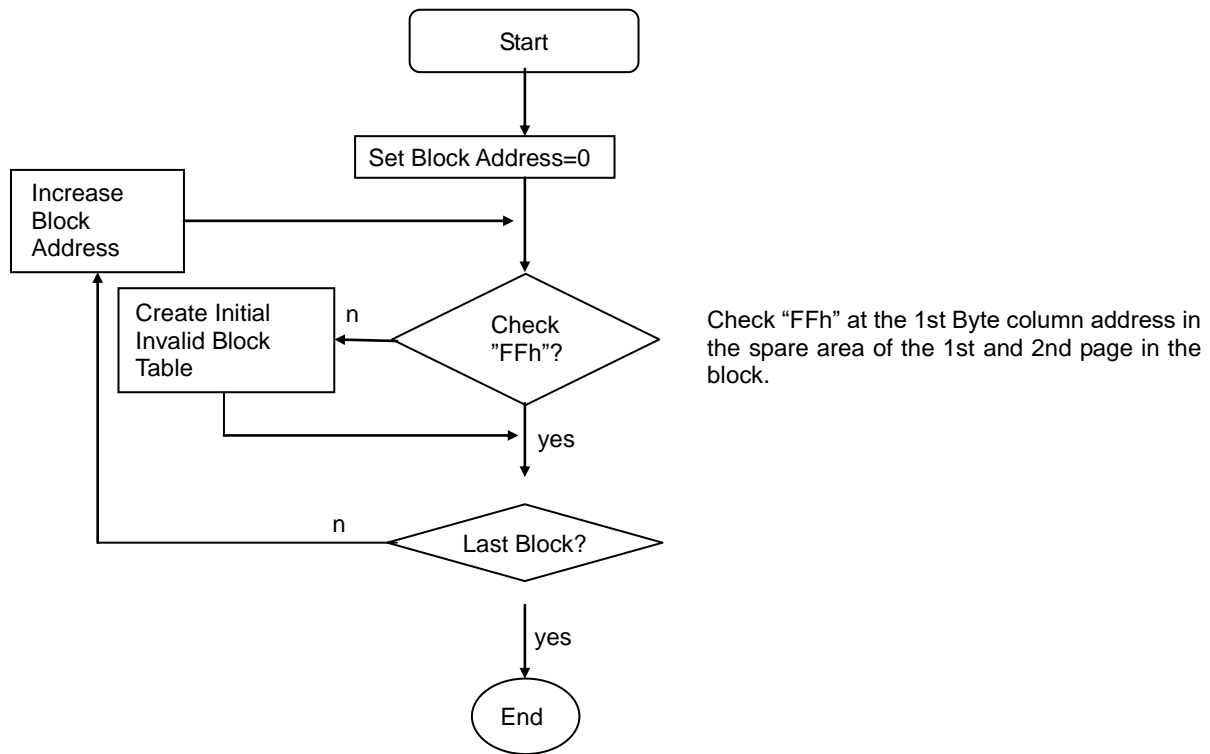 Start
Set Block Address=0
Increase
Block
Address
Create Initial
Invalid Block
Table
n
Check
”FFh”?
Check “FFh” at the 1st Byte column address in
the spare area of the 1st and 2nd page in the
block.
yes
n
Last Block?
yes
End